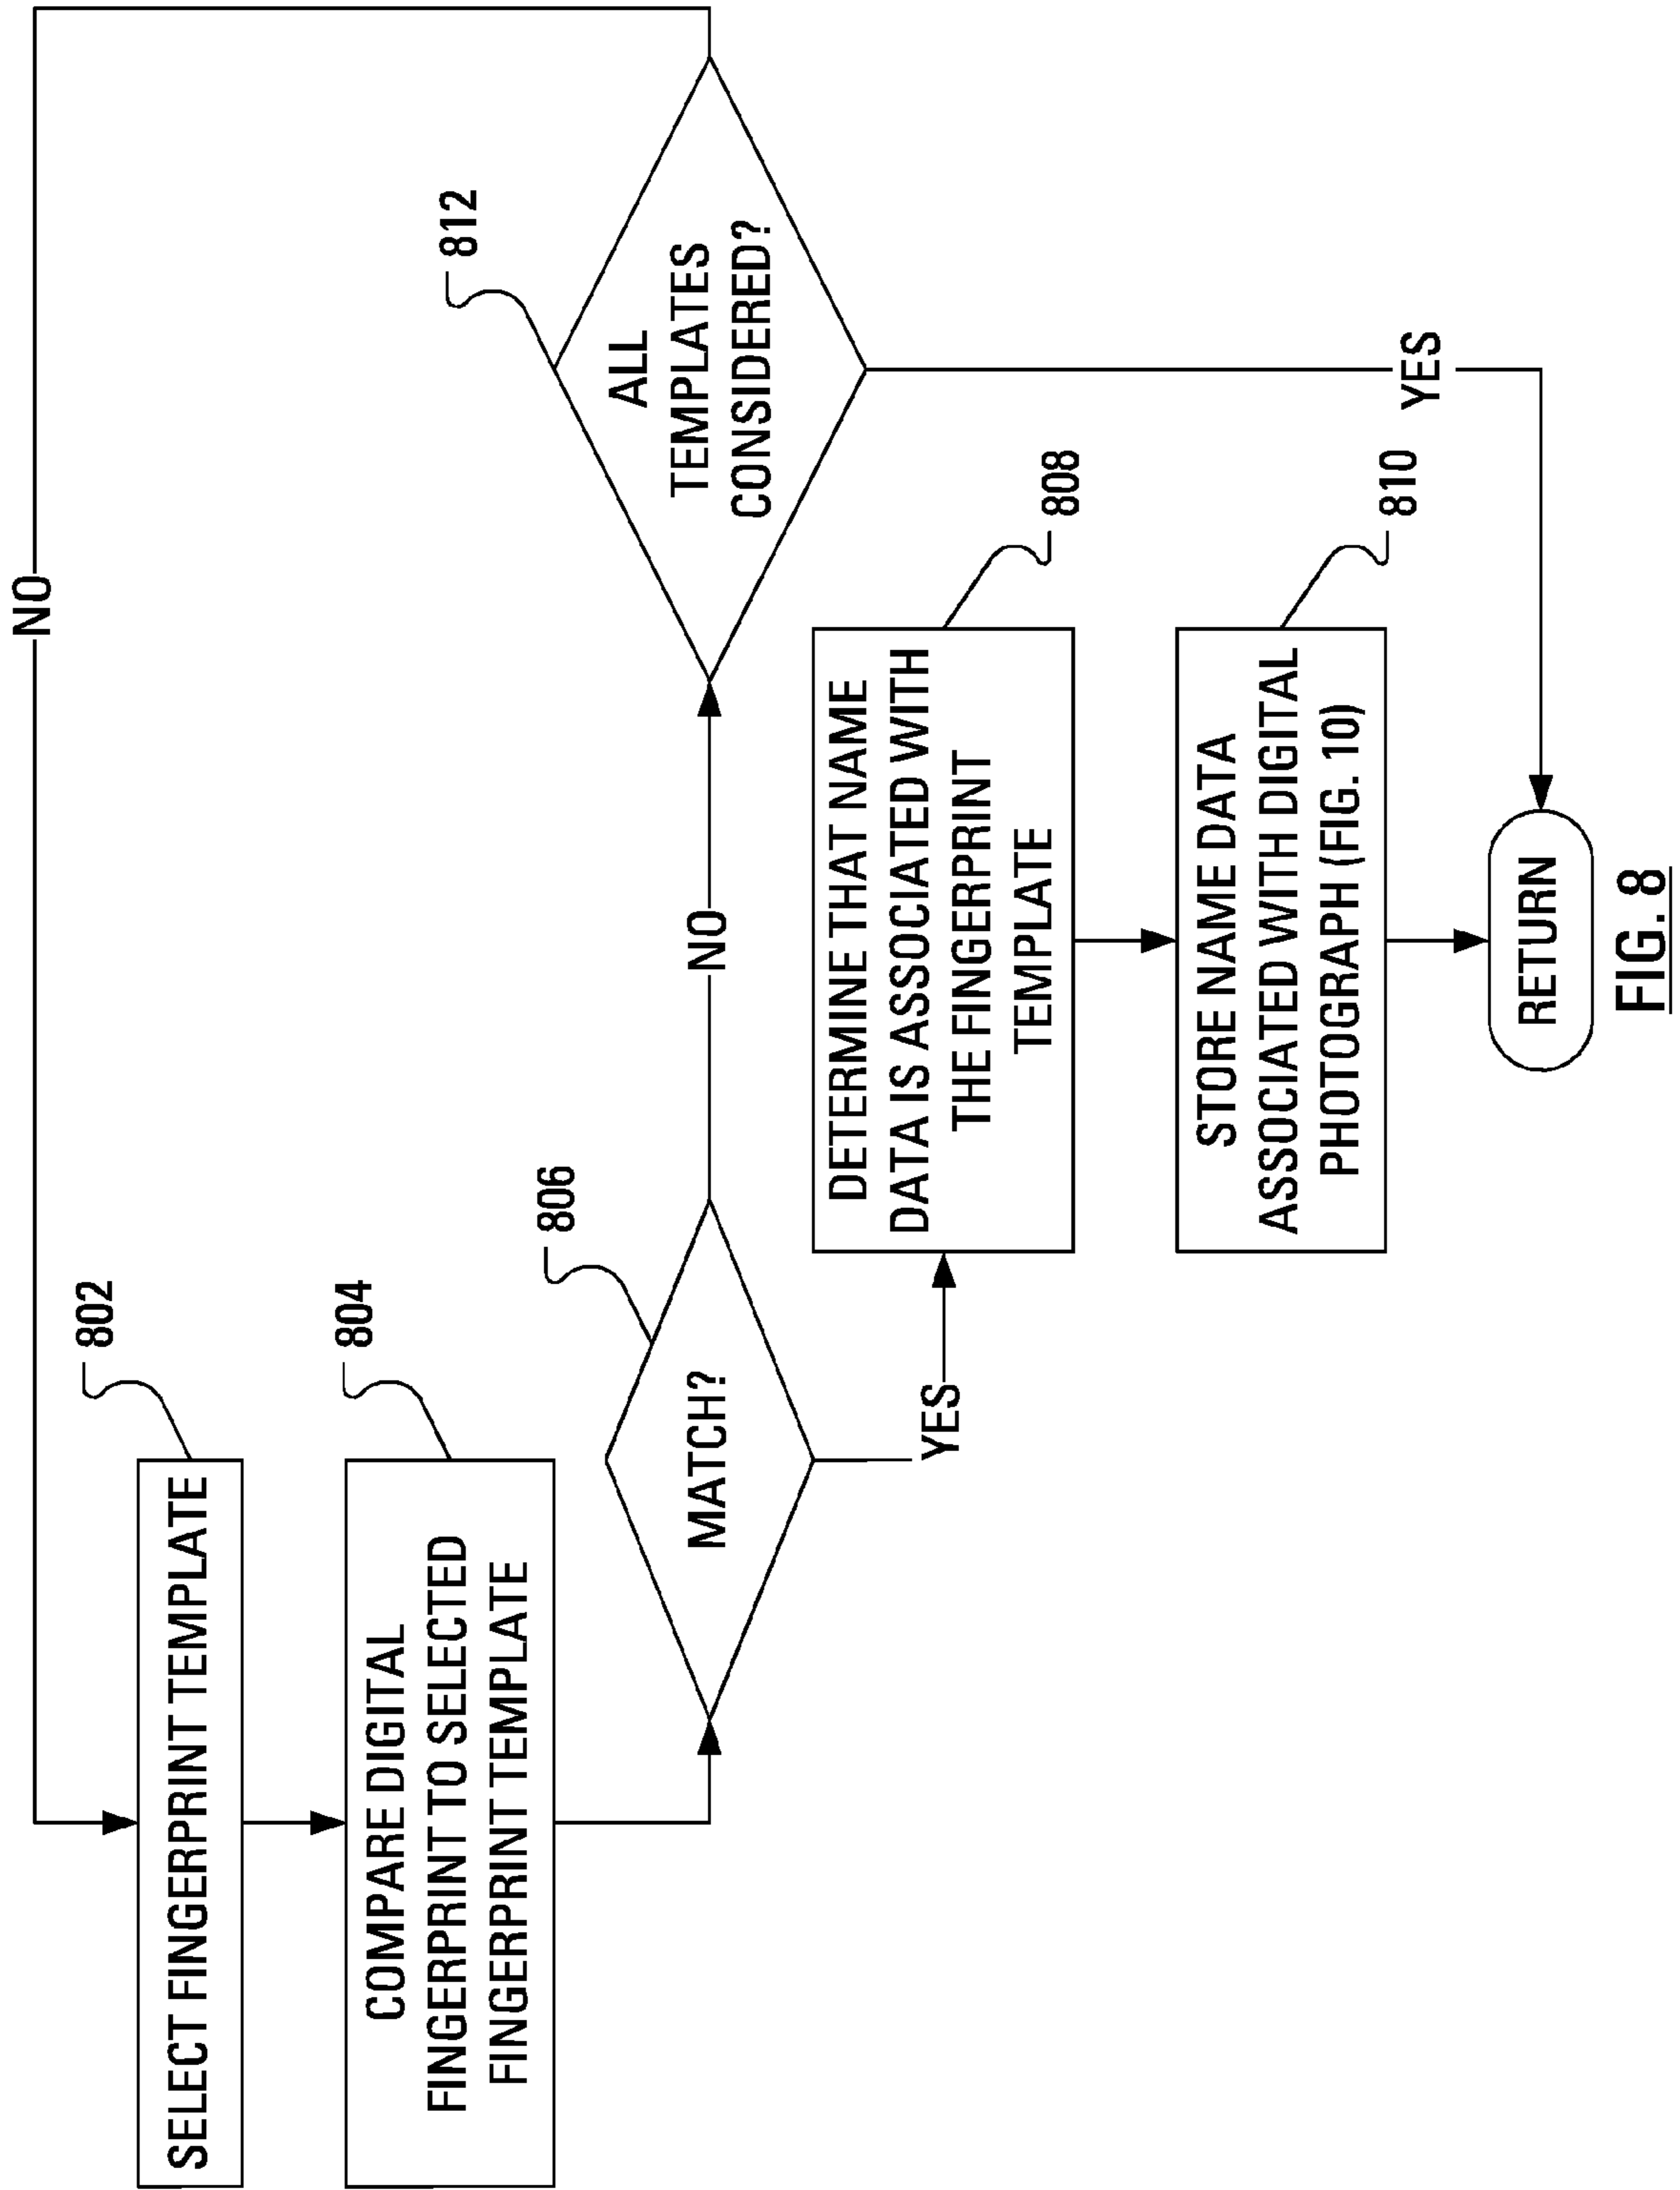 NO
802
SELECT FINGERPRINT TEMPLATE
804
COMPARE DIGITAL
FINGERPRINT TO SELECTED
FINGERPRINT TEMPLATE
806
MATCH?
NO
812
ALL
TEMPLATES
CONSIDERED?
YES
808
DETERMINE THAT NAME
DATA IS ASSOCIATED WITH
THE FINGERPRINT
TEMPLATE
810
STORE NAME DATA
ASSOCIATED WITH DIGITAL
PHOTOGRAPH (FIG. 10)
YES
RETURN
FIG. 8